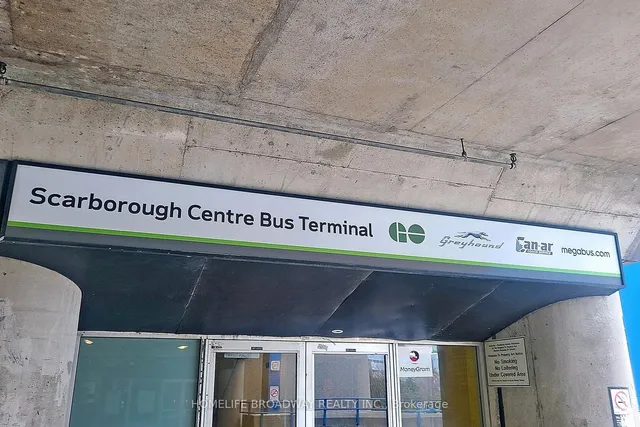 Scarborough Centre Bus Terminal GO Greyhound Can-ar megabus.com
MoneyGram
No Smoking
No Loitering
Under Covered Area
HOMELIFE BROADWAY REALTY INC., Brokerage